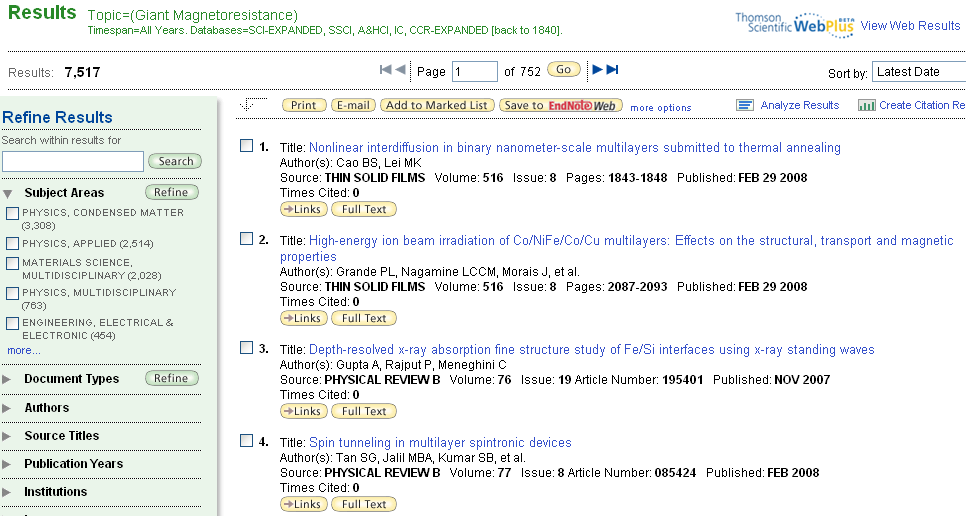 Results Topic=(Giant Magnetoresistance)
Timespan=All Years. Databases=SCI-EXPANDED, SSCI, A&HCI, IC, CCR-EXPANDED [back to 1840].
Thomson Scientific WebPlus BETA View Web Results
Results: 7,517
Page 1 of 752 Go
Sort by: Latest Date
Print E-mail Add to Marked List Save to EndNote Web more options
Analyze Results Create Citation Re
Refine Results
Search within results for
Search
Subject Areas Refine
PHYSICS, CONDENSED MATTER
(3,308)
PHYSICS, APPLIED (2,514)
MATERIALS SCIENCE,
MULTIDISCIPLINARY (2,028)
PHYSICS, MULTIDISCIPLINARY
(763)
ENGINEERING, ELECTRICAL &
ELECTRONIC (454)
more...
Document Types Refine
Authors
Source Titles
Publication Years
Institutions
1. Title: Nonlinear interdiffusion in binary nanometer-scale multilayers submitted to thermal annealing
Author(s): Cao BS, Lei MK
Source: THIN SOLID FILMS Volume: 516 Issue: 8 Pages: 1843-1848 Published: FEB 29 2008
Times Cited: 0
Links Full Text
2. Title: High-energy ion beam irradiation of Co/NiFe/Co/Cu multilayers: Effects on the structural, transport and magnetic
properties
Author(s): Grande PL, Nagamine LCCM, Morais J, et al.
Source: THIN SOLID FILMS Volume: 516 Issue: 8 Pages: 2087-2093 Published: FEB 29 2008
Times Cited: 0
Links Full Text
3. Title: Depth-resolved x-ray absorption fine structure study of Fe/Si interfaces using x-ray standing waves
Author(s): Gupta A, Rajput P, Meneghini C
Source: PHYSICAL REVIEW B Volume: 76 Issue: 19 Article Number: 195401 Published: NOV 2007
Times Cited: 0
Links Full Text
4. Title: Spin tunneling in multilayer spintronic devices
Author(s): Tan SG, Jalil MBA, Kumar SB, et al.
Source: PHYSICAL REVIEW B Volume: 77 Issue: 8 Article Number: 085424 Published: FEB 2008
Times Cited: 0
Links Full Text